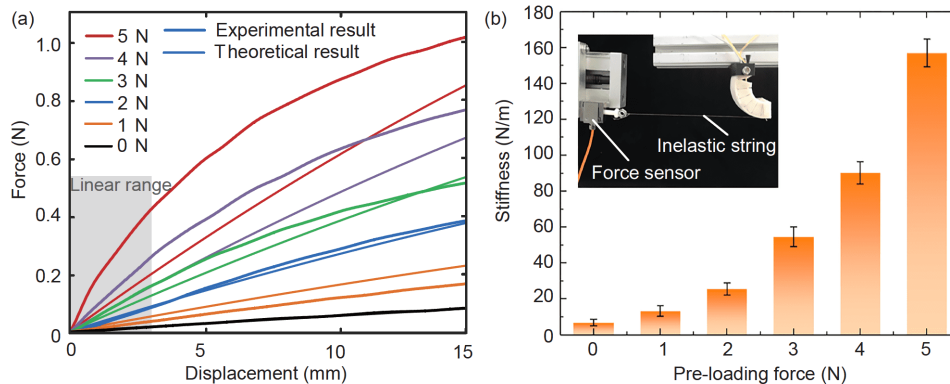 (a)
5 N
4 N
3 N
2 N
1 N
0 N
Experimental result
Theoretical result
Linear range
Force (N)
1.0
0.8
0.6
0.4
0.2
0
0 5 10 15
Displacement (mm)
(b)
Stiffness (N/m)
180
160
140
120
100
80
60
40
20
0
Inelastic string
Force sensor
0 1 2 3 4 5
Pre-loading force (N)